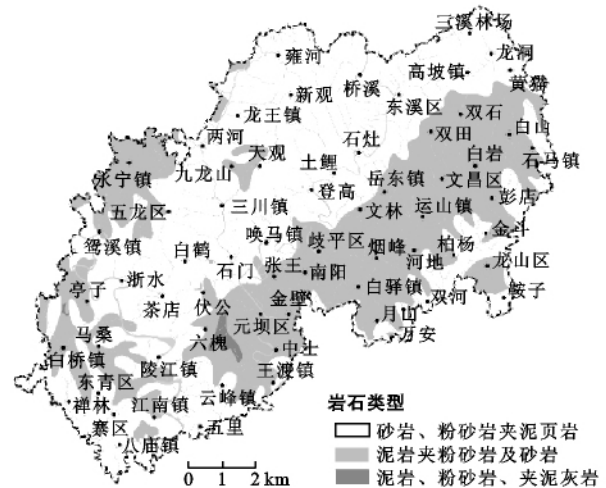 三溪林场
雍河
龙洞
高坡镇
黄猫
桥溪
新观
东溪区
双石
龙王镇
双田
白山
两河
石灶
天观
白岩
石马镇
九龙山
土鲤
永宁镇
岳东镇
文昌区
登高
彭店
五龙区
三川镇
文林
运山镇
唤马镇
金斗
鸳溪镇
白鹤
歧平区
烟峰
柏杨
石门
张王
南阳
河地
龙山区
亭子
浙水
白驿镇
鞍子
茶店
伏公
金壁
双河
元坝区
月山
马桑
六槐
万安
白桥镇
中土
陵江镇
王渡镇
东青区
云峰镇
禅林
江南镇
寨区
五里
八庙镇
岩石类型
砂岩、粉砂岩夹泥页岩
泥岩夹粉砂岩及砂岩
泥岩、粉砂岩、夹泥灰岩
0 1 2 km